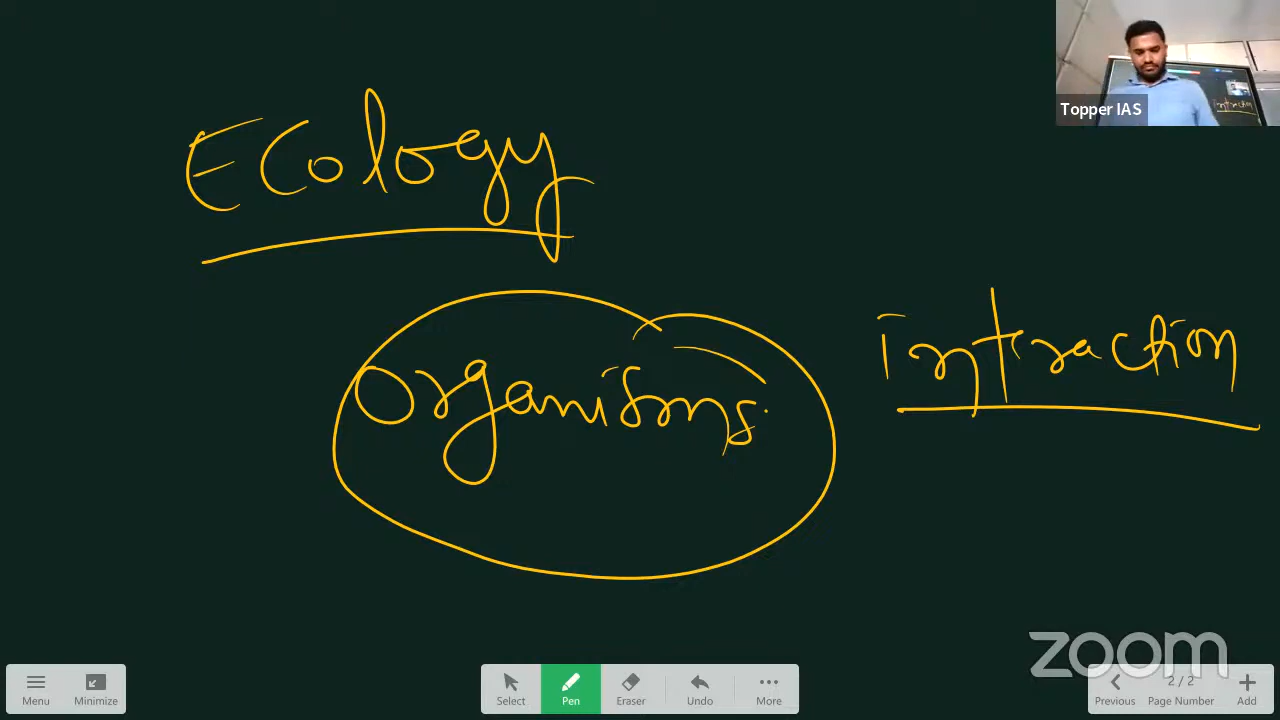 Topper IAS
Ecology
interaction
organisms.
zoom
Menu
Minimize
Select
Pen
Eraser
Undo
More
Previous
2 / 2
Page Number
Add